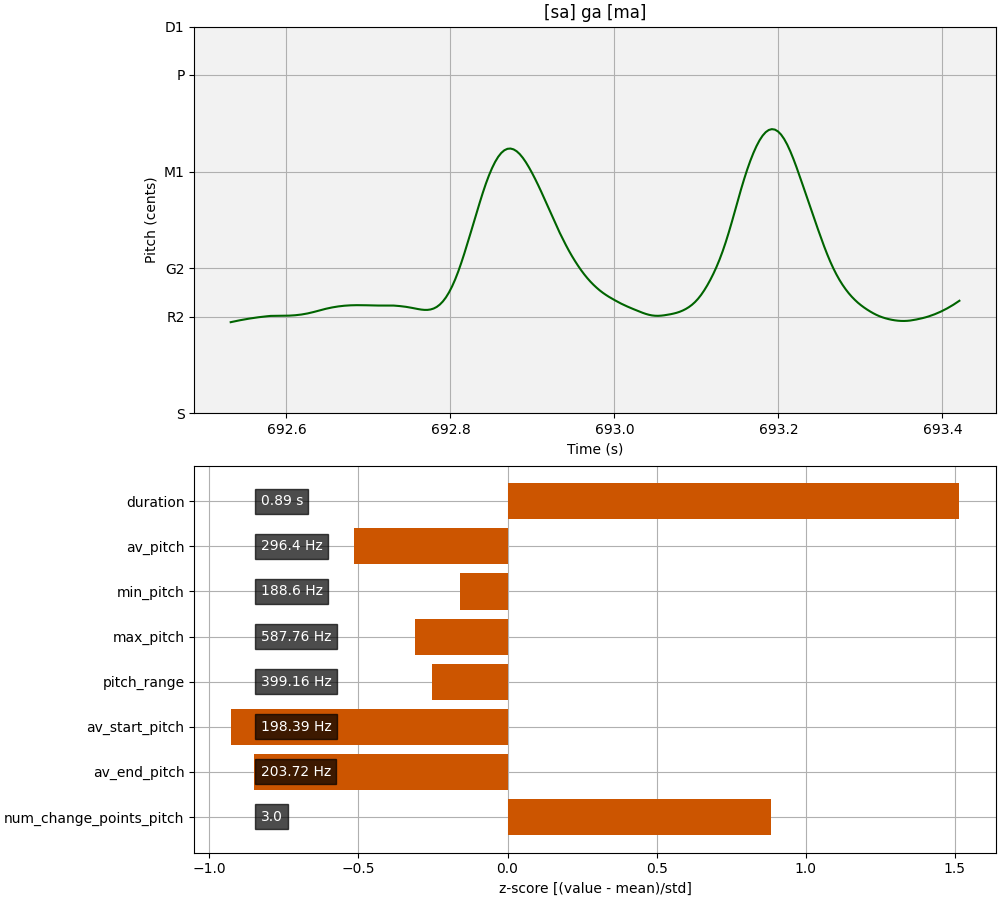 [sa] ga [ma]
D1
P
M1
G2
R2
S
Pitch (cents)
692.6 692.8 693.0 693.2 693.4
Time (s)
duration 0.89 s
av_pitch 296.4 Hz
min_pitch 188.6 Hz
max_pitch 587.76 Hz
pitch_range 399.16 Hz
av_start_pitch 198.39 Hz
av_end_pitch 203.72 Hz
num_change_points_pitch 3.0
−1.0 −0.5 0.0 0.5 1.0 1.5
z-score [(value - mean)/std]